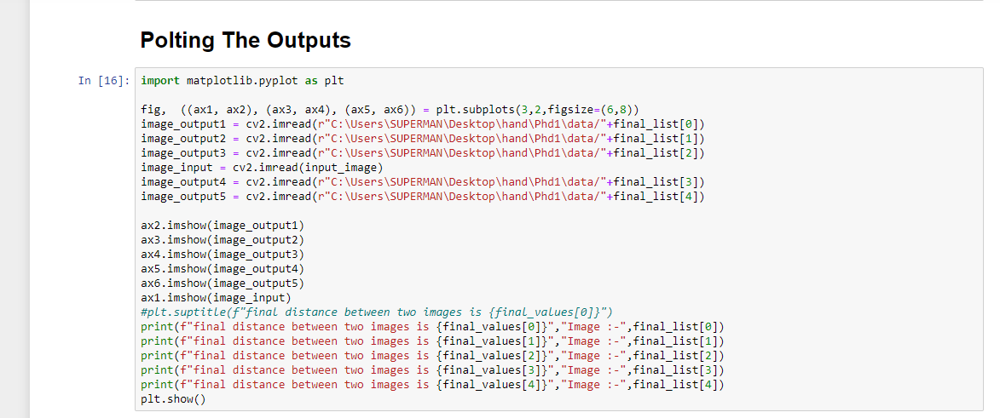 Polting The Outputs
In [16]:
import matplotlib.pyplot as plt
fig,  ((ax1, ax2), (ax3, ax4), (ax5, ax6)) = plt.subplots(3,2,figsize=(6,8))
image_output1 = cv2.imread(r"C:\Users\SUPERMAN\Desktop\hand\Phd1\data/"+final_list[0])
image_output2 = cv2.imread(r"C:\Users\SUPERMAN\Desktop\hand\Phd1\data/"+final_list[1])
image_output3 = cv2.imread(r"C:\Users\SUPERMAN\Desktop\hand\Phd1\data/"+final_list[2])
image_input = cv2.imread(input_image)
image_output4 = cv2.imread(r"C:\Users\SUPERMAN\Desktop\hand\Phd1\data/"+final_list[3])
image_output5 = cv2.imread(r"C:\Users\SUPERMAN\Desktop\hand\Phd1\data/"+final_list[4])
ax2.imshow(image_output1)
ax3.imshow(image_output2)
ax4.imshow(image_output3)
ax5.imshow(image_output4)
ax6.imshow(image_output5)
ax1.imshow(image_input)
#plt.suptitle(f"final distance between two images is {final_values[0]}")
print(f"final distance between two images is {final_values[0]}","Image :-",final_list[0])
print(f"final distance between two images is {final_values[1]}","Image :-",final_list[1])
print(f"final distance between two images is {final_values[2]}","Image :-",final_list[2])
print(f"final distance between two images is {final_values[3]}","Image :-",final_list[3])
print(f"final distance between two images is {final_values[4]}","Image :-",final_list[4])
plt.show()